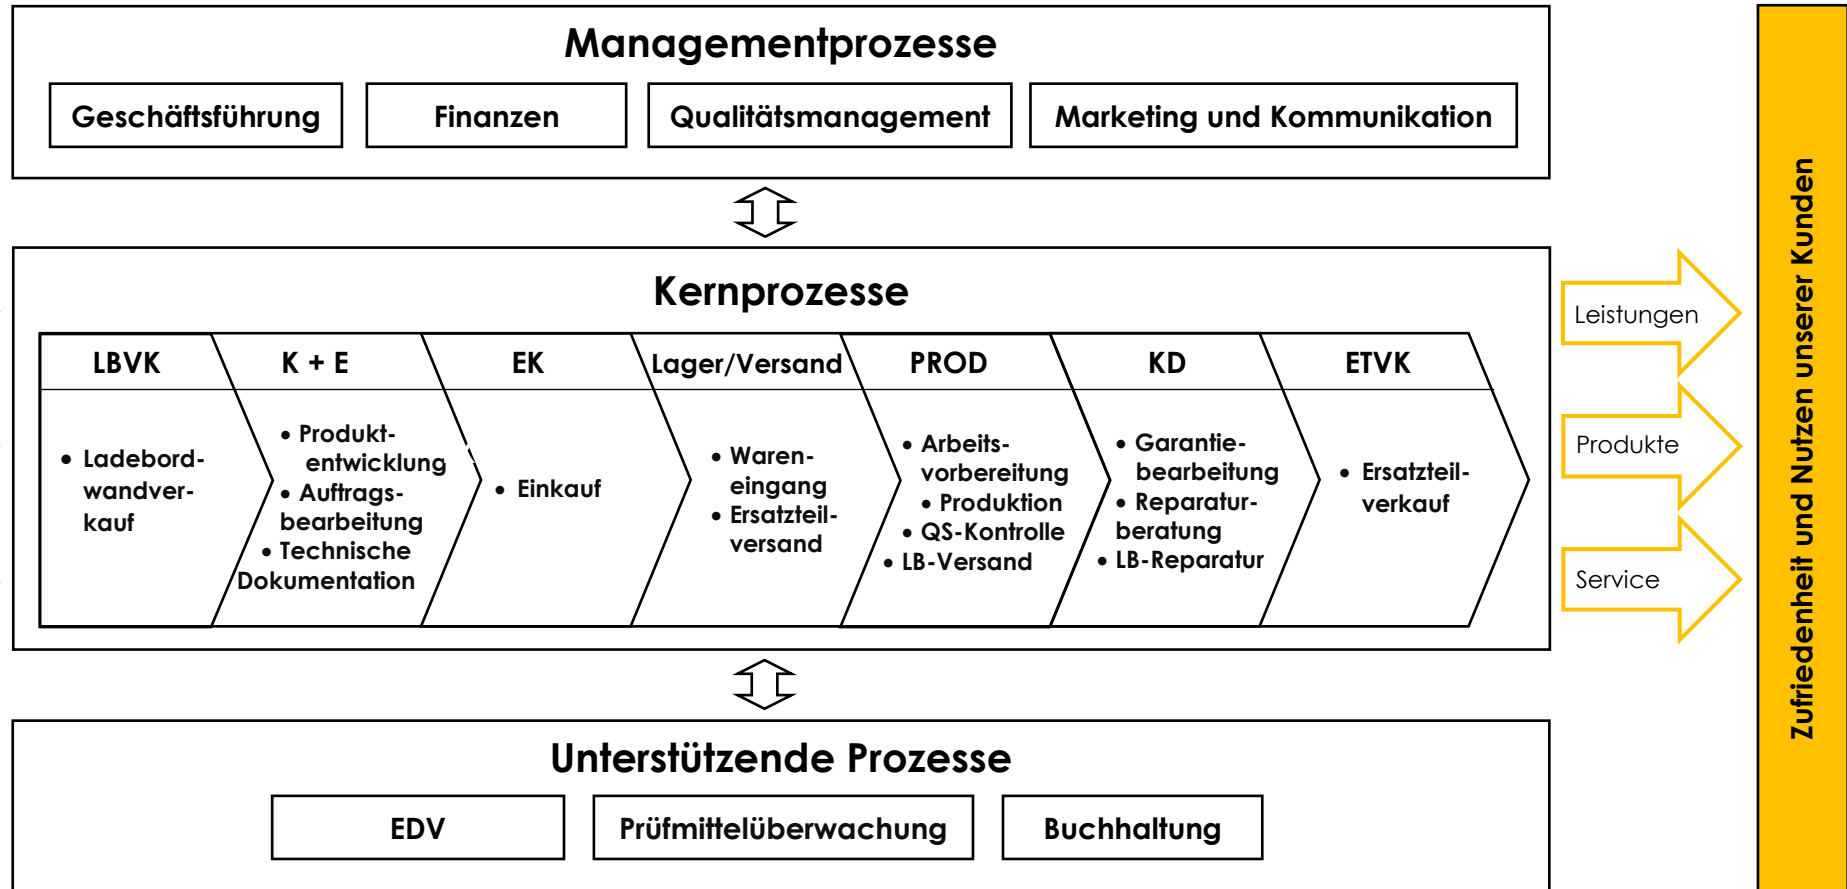 Managementprozesse
Geschäftsführung
Finanzen
Qualitätsmanagement
Marketing und Kommunikation
Kernprozesse
LBVK
• Ladebord-
wandver-
kauf
K + E
• Produkt-
entwicklung
• Auftrags-
bearbeitung
• Technische
Dokumentation
EK
• Einkauf
Lager/Versand
• Waren-
eingang
• Ersatzteil-
versand
PROD
• Arbeits-
vorbereitung
• Produktion
• QS-Kontrolle
• LB-Versand
KD
• Garantie-
bearbeitung
• Reparatur-
beratung
• LB-Reparatur
ETVK
• Ersatzteil-
verkauf
Leistungen
Produkte
Service
Zufriedenheit und Nutzen unserer Kunden
Unterstützende Prozesse
EDV
Prüfmittelüberwachung
Buchhaltung